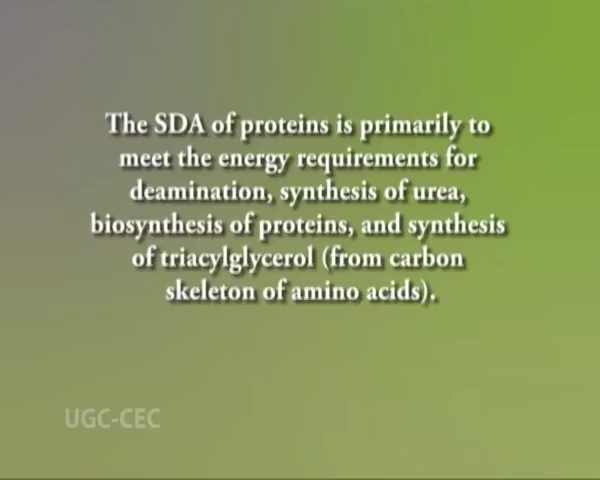 The SDA of proteins is primarily to
meet the energy requirements for
deamination, synthesis of urea,
biosynthesis of proteins, and synthesis
of triacylglycerol (from carbon
skeleton of amino acids).
UGC-CEC